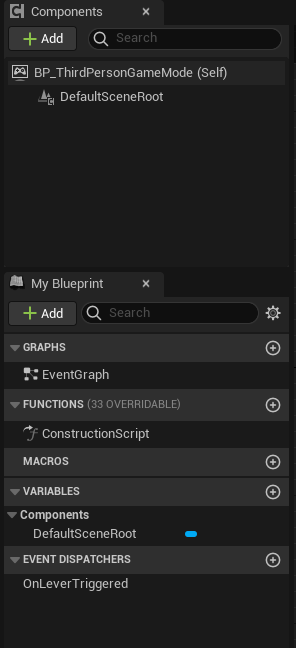 Components
Add
Search
BP_ThirdPersonGameMode (Self)
DefaultSceneRoot
My Blueprint
Add
Search
GRAPHS
EventGraph
FUNCTIONS (33 OVERRIDABLE)
ConstructionScript
MACROS
VARIABLES
Components
DefaultSceneRoot
EVENT DISPATCHERS
OnLeverTriggered